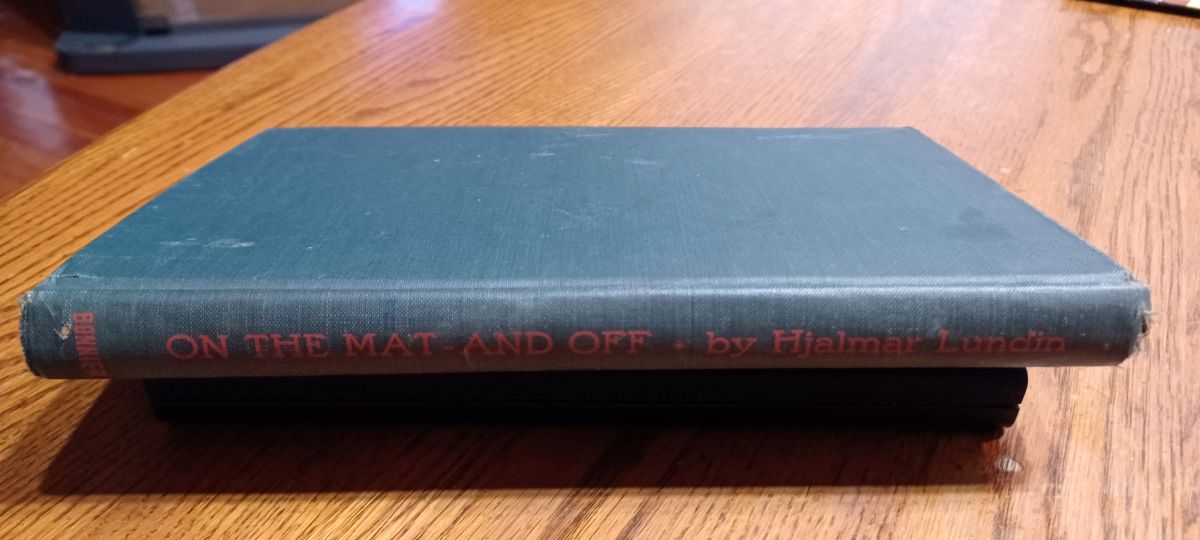 ON THE MAT-AND OFF • by Hjalmar Lundin
BONNIER